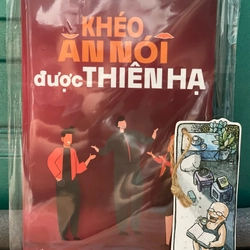 KHÉO
ĂN NÓI
được THIÊN HẠ